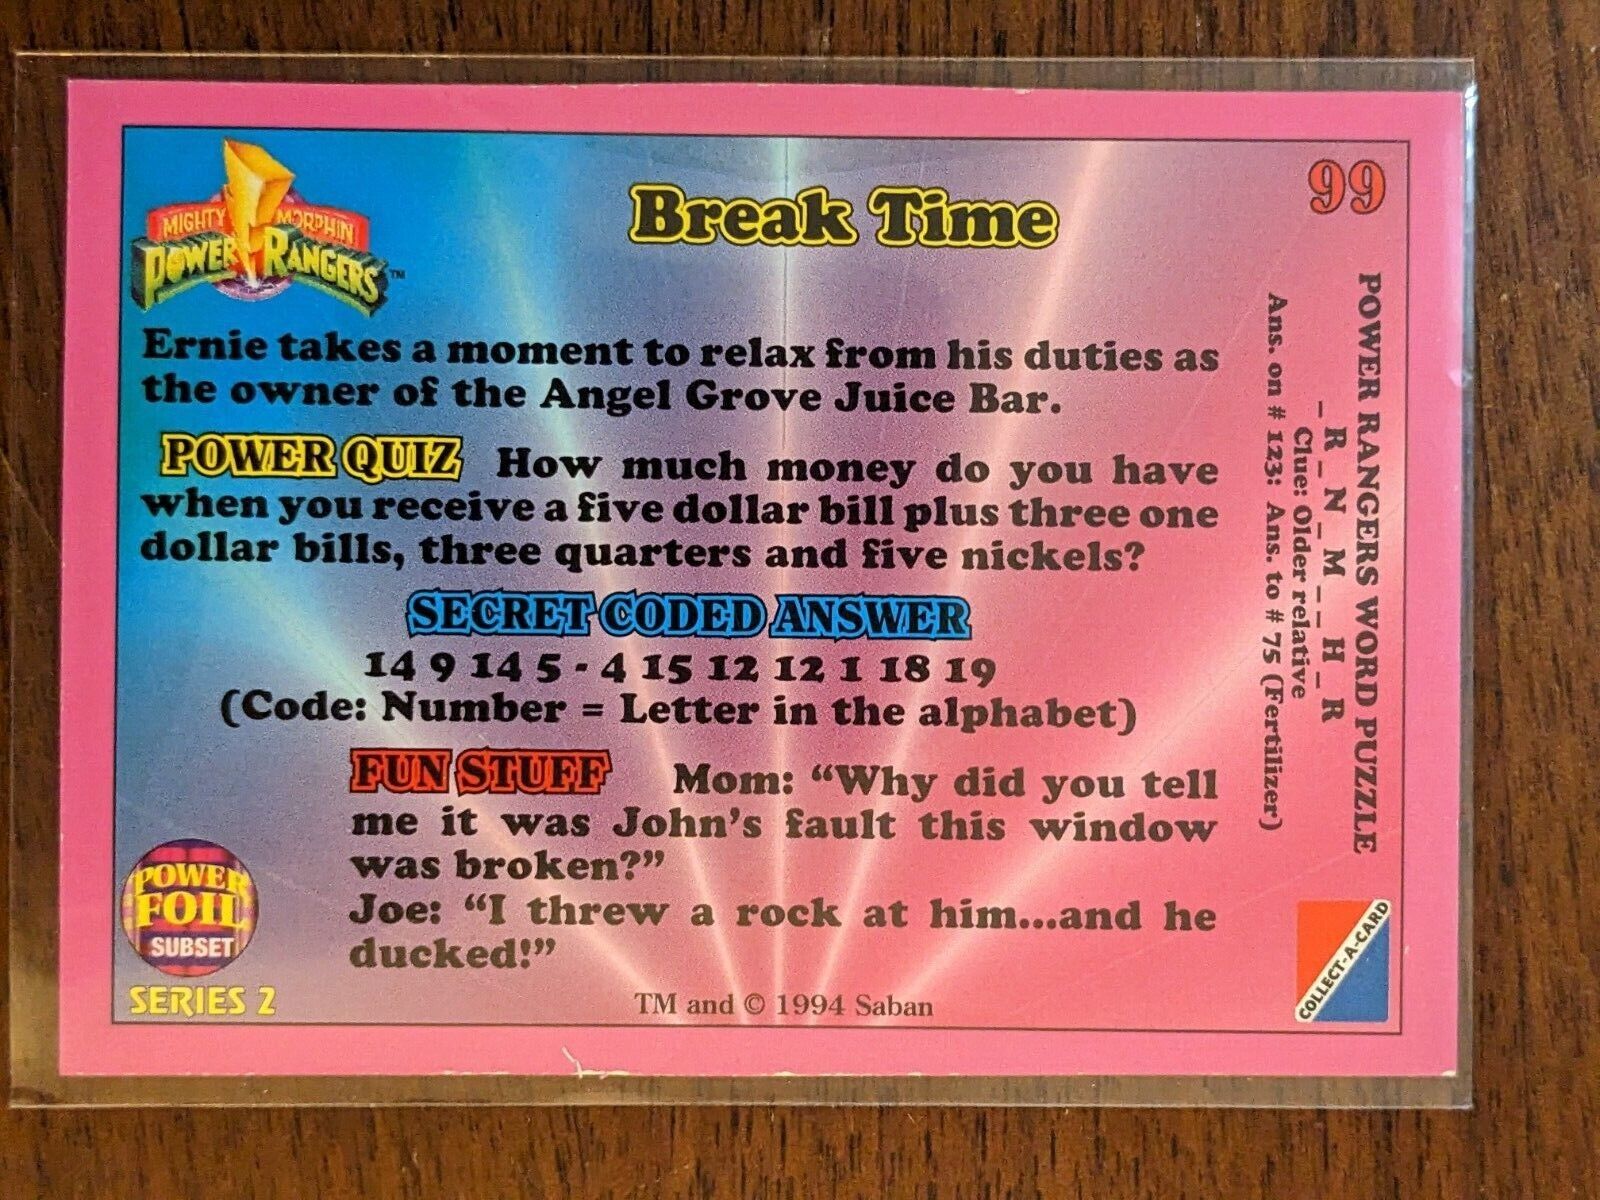 MIGHTY MORPHIN
POWER RANGERS™
Break Time
99
Ernie takes a moment to relax from his duties as
the owner of the Angel Grove Juice Bar.
POWER QUIZ How much money do you have
when you receive a five dollar bill plus three one
dollar bills, three quarters and five nickels?
SECRET CODED ANSWER
14 9 14 5 - 4 15 12 12 1 18 19
(Code: Number = Letter in the alphabet)
FUN STUFF Mom: “Why did you tell
me it was John's fault this window
was broken?”
Joe: “I threw a rock at him...and he
ducked!”
POWER
FOIL
SUBSET
SERIES 2
TM and © 1994 Saban
POWER RANGERS WORD PUZZLE
_ R _ N _ M _ _ H _ R
Clue: Older relative
Ans. on # 123: Ans. to # 75 (Fertilizer)
COLLECT-A-CARD